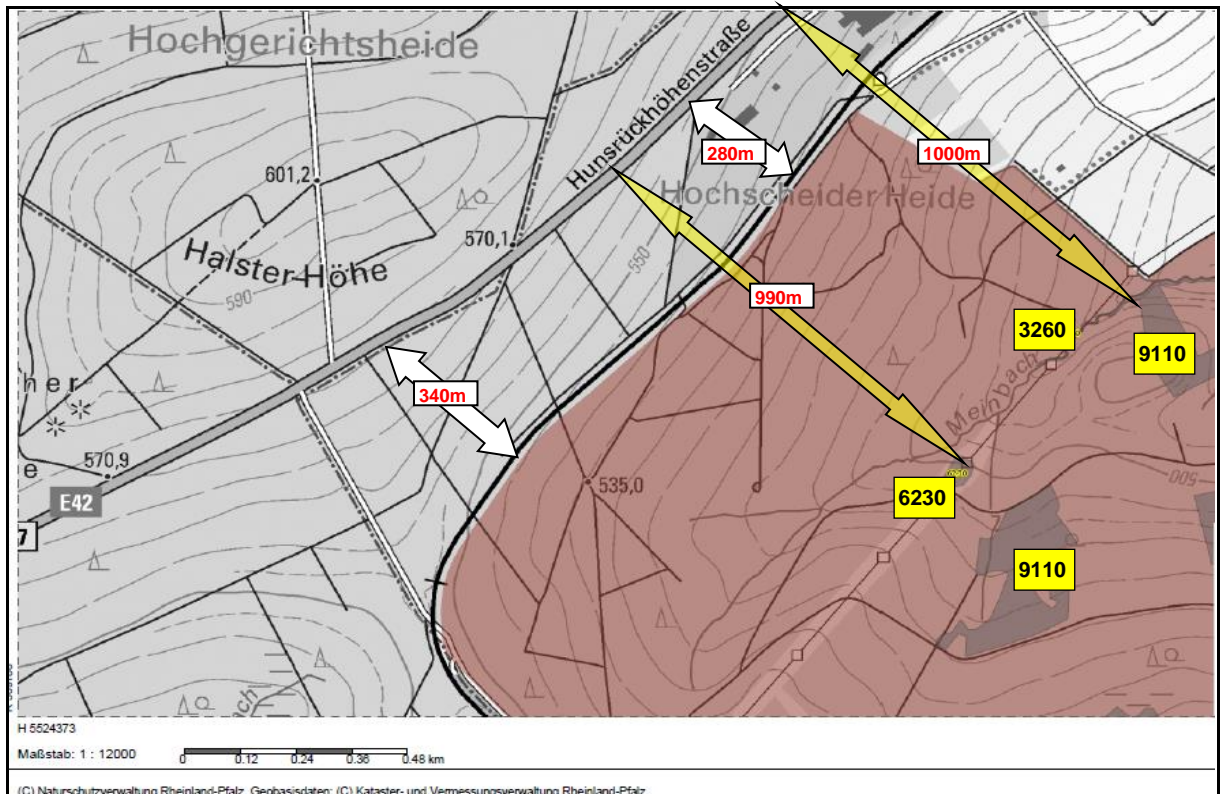 Hochgerichtsheide
Hunsrückhöhenstraße
280m
1000m
601,2
Hochscheider Heide
570,1
550
Halster-Höhe
590
990m
3260
9110
340m
Meinbach
570,9
535,0
500
6230
E42
7
9110
H 5524373
Maßstab: 1 : 12000
0 0.12 0.24 0.36 0.48 km
(C) Naturschutzverwaltung Rheinland-Pfalz, Geobasisdaten: (C) Kataster- und Vermessungsverwaltung Rheinland-Pfalz